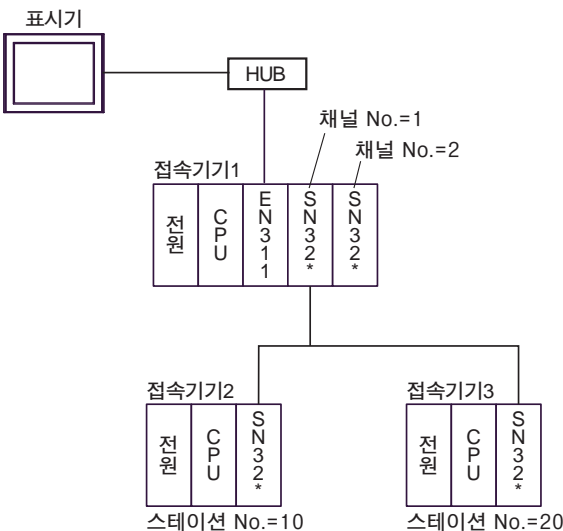 표시기
HUB
채널 No.=1
채널 No.=2
접속기기1
전원
CPU
EN311
SN32*
SN32*
접속기기2
접속기기3
전원
CPU
SN32*
전원
CPU
SN32*
스테이션 No.=10
스테이션 No.=20